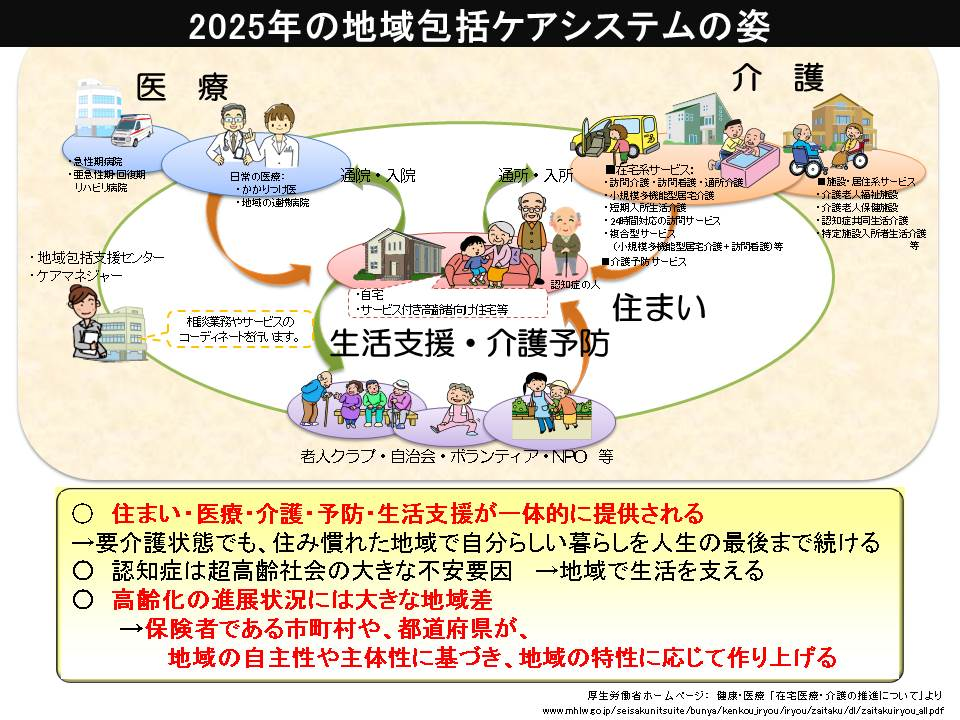 2025年の地域包括ケアシステムの姿
医 療
介 護
・急性期病院
・亜急性期・回復期
リハビリ病院
日常の医療:
・かかりつけ医
・地域の連携病院
通院・入院
通所・入所
■在宅系サービス:
・訪問介護・訪問看護・通所介護
・小規模多機能型居宅介護
・短期入所生活介護
・24時間対応の訪問サービス
・複合型サービス
(小規模多機能型居宅介護+訪問看護)等
■介護予防サービス
■施設・居住系サービス
・介護老人福祉施設
・介護老人保健施設
・認知症共同生活介護
・特定施設入所者生活介護
等
・地域包括支援センター
・ケアマネジャー
相談業務やサービスの
コーディネートを行います。
認知症の人
・自宅
・サービス付き高齢者向け住宅等
住まい
生活支援・介護予防
老人クラブ・自治会・ボランティア・NPO 等
○ 住まい・医療・介護・予防・生活支援が一体的に提供される
→要介護状態でも、住み慣れた地域で自分らしい暮らしを人生の最後まで続ける
○ 認知症は超高齢社会の大きな不安要因 →地域で生活を支える
○ 高齢化の進展状況には大きな地域差
→保険者である市町村や、都道府県が、
地域の自主性や主体性に基づき、地域の特性に応じて作り上げる
厚生労働省ホームページ: 健康・医療 「在宅医療・介護の推進について」より
www.mhlw.go.jp/seisakunitsuite/bunya/kenkou_iryou/iryou/zaitaku/dl/zaitakuiryou_all.pdf